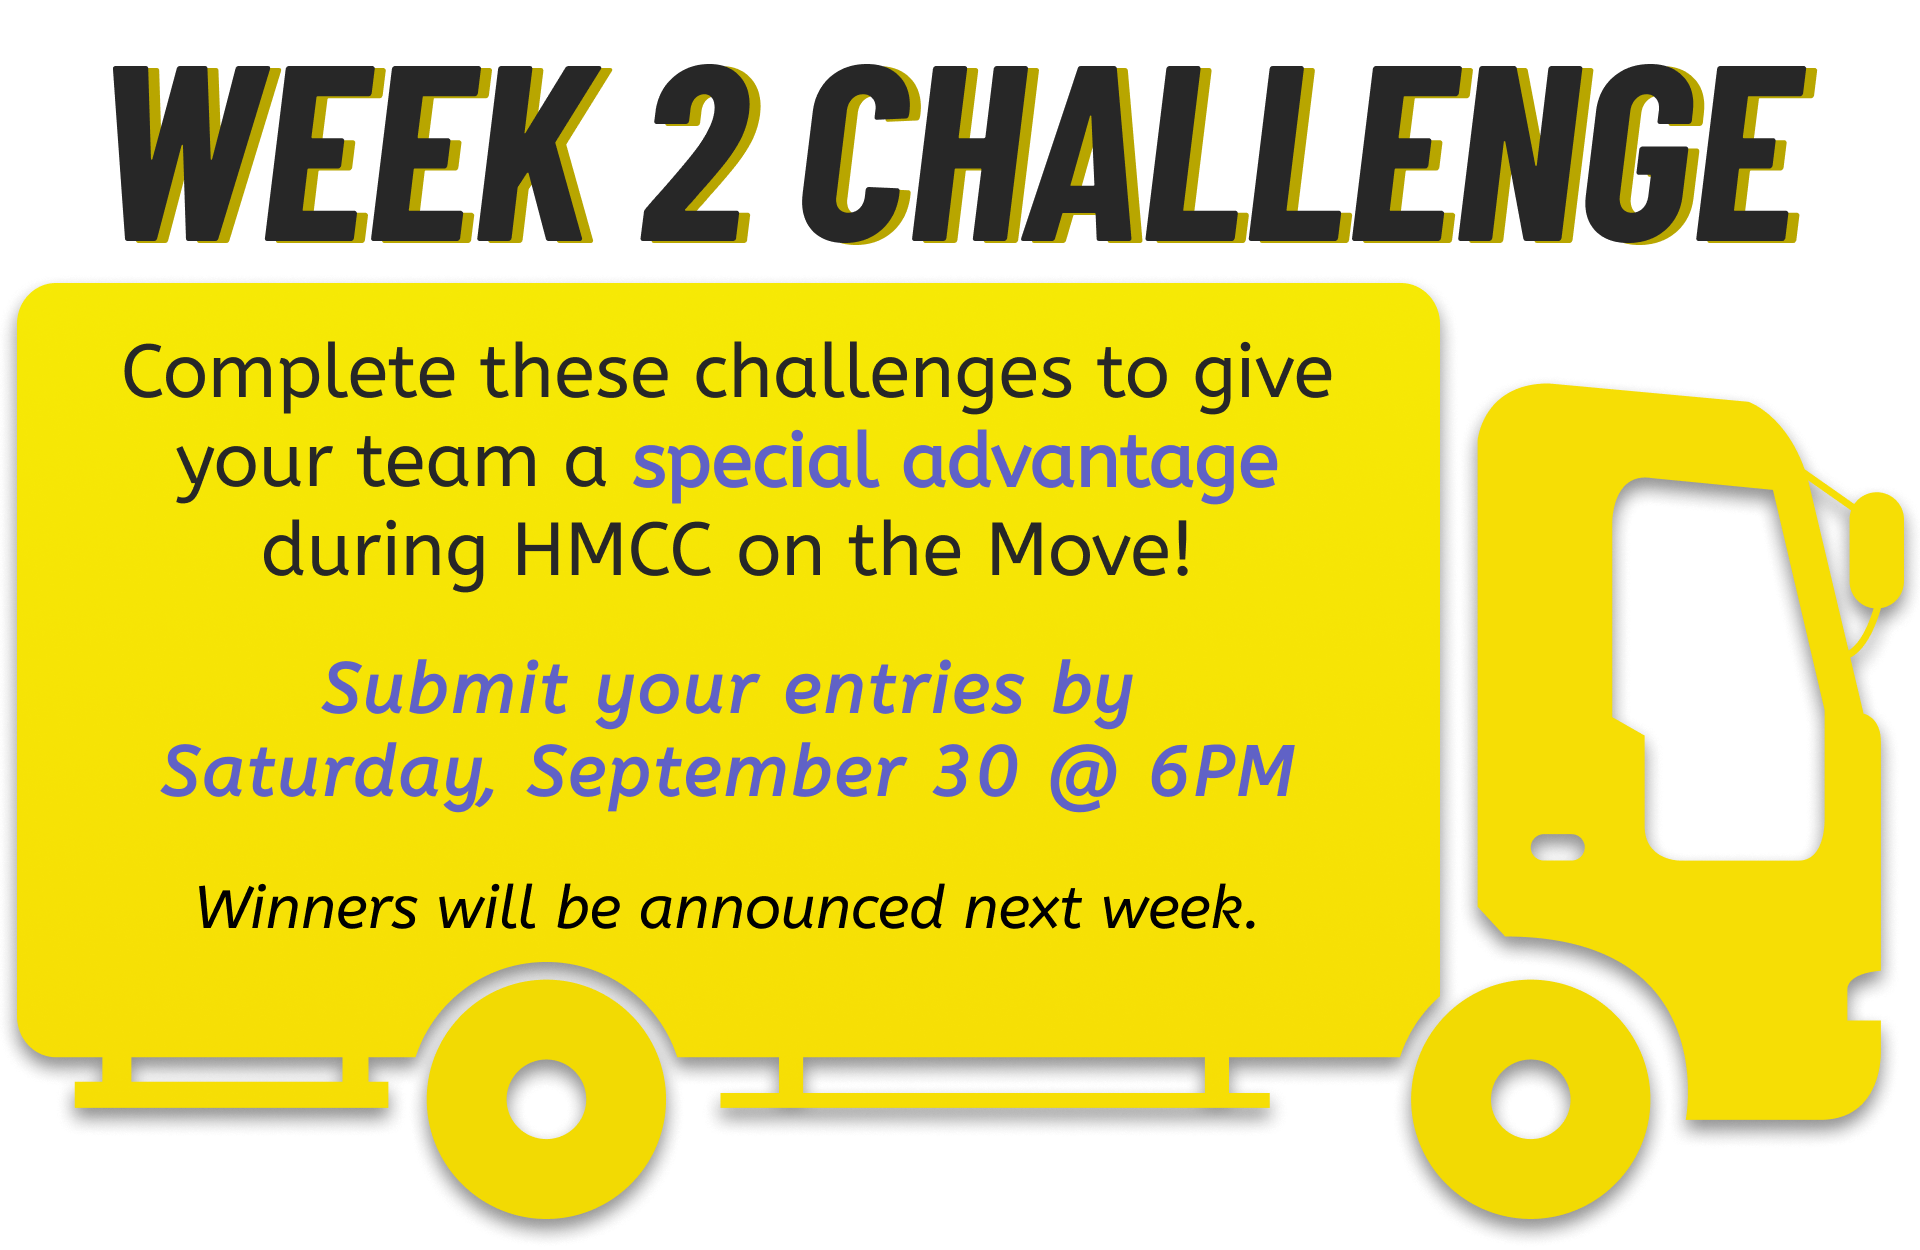 WEEK 2 CHALLENGE
Complete these challenges to give
your team a special advantage
during HMCC on the Move!
Submit your entries by
Saturday, September 30 @ 6PM
Winners will be announced next week.